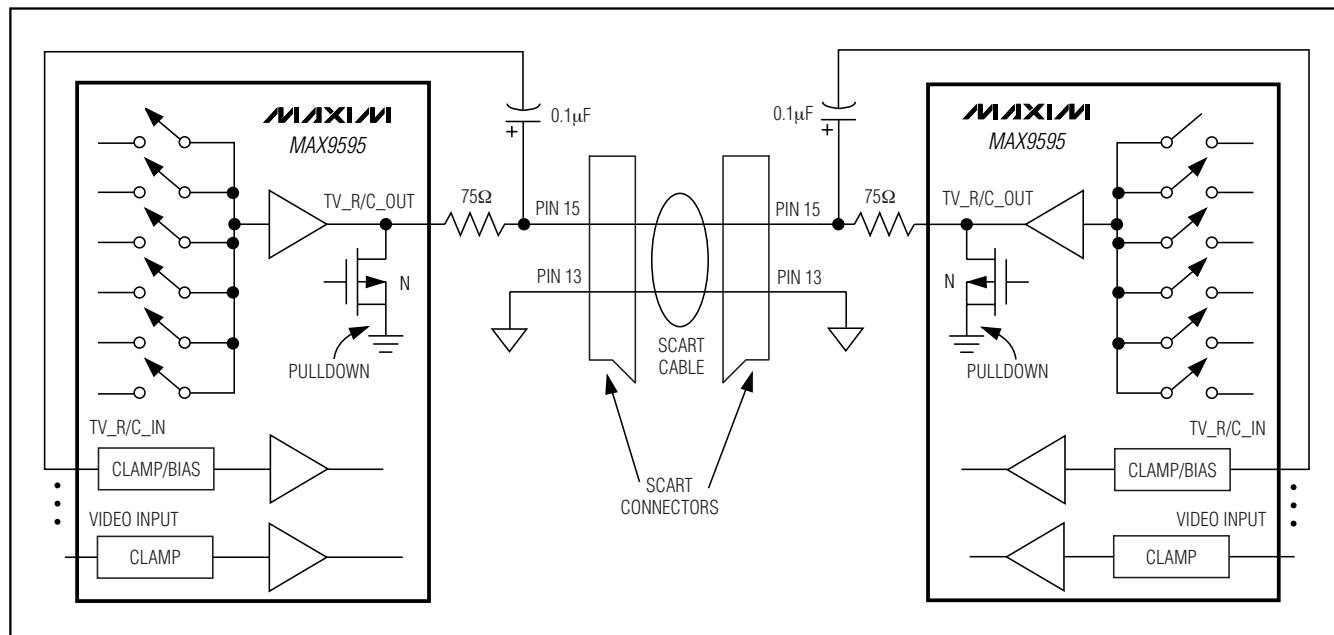 MAXIM
MAX9595
0.1µF
+
TV_R/C_OUT
75Ω
PIN 15
N
PIN 13
PULLDOWN
TV_R/C_IN
CLAMP/BIAS
VIDEO INPUT
CLAMP
SCART
CABLE
SCART
CONNECTORS
0.1µF
+
MAXIM
MAX9595
PIN 15
75Ω
TV_R/C_OUT
PIN 13
N
PULLDOWN
TV_R/C_IN
CLAMP/BIAS
VIDEO INPUT
CLAMP